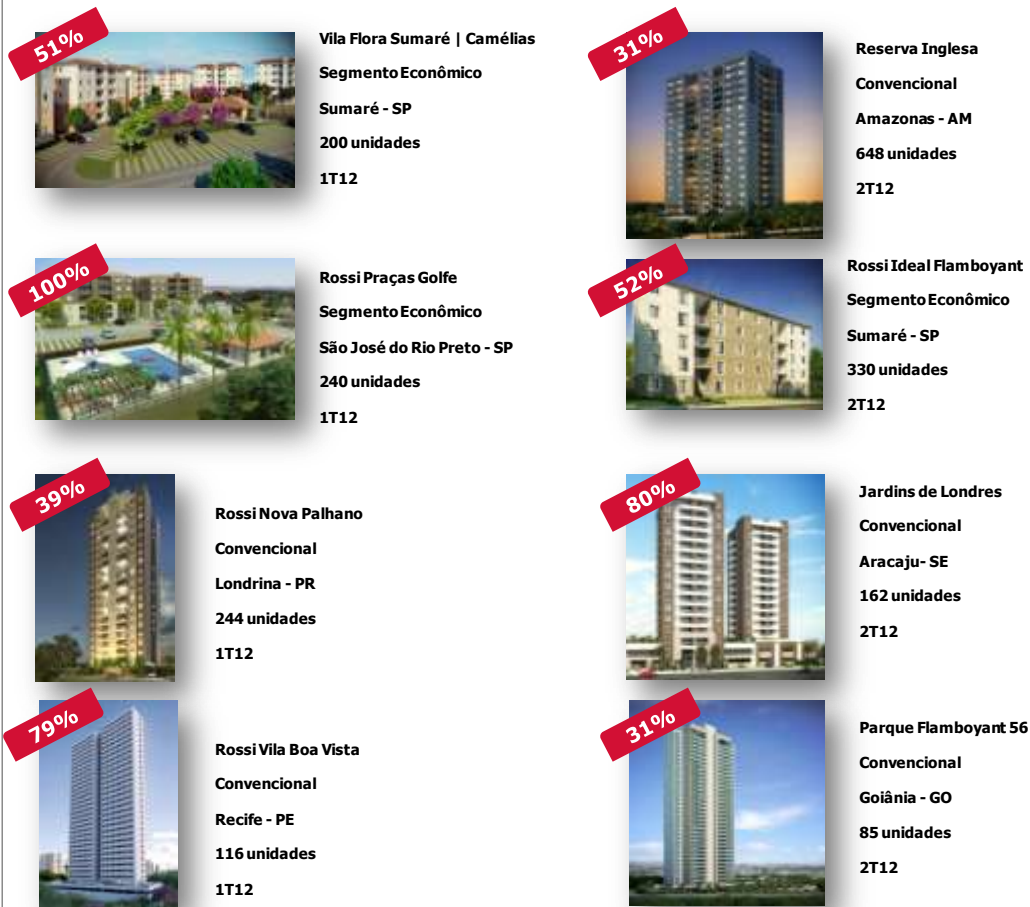 51%
Vila Flora Sumaré | Camélias
Segmento Econômico
Sumaré - SP
200 unidades
1T12
100%
Rossi Praças Golfe
Segmento Econômico
São José do Rio Preto - SP
240 unidades
1T12
39%
Rossi Nova Palhano
Convencional
Londrina - PR
244 unidades
1T12
79%
Rossi Vila Boa Vista
Convencional
Recife - PE
116 unidades
1T12
31%
Reserva Inglesa
Convencional
Amazonas - AM
648 unidades
2T12
52%
Rossi Ideal Flamboyant
Segmento Econômico
Sumaré - SP
330 unidades
2T12
80%
Jardins de Londres
Convencional
Aracaju- SE
162 unidades
2T12
31%
Parque Flamboyant 56
Convencional
Goiânia - GO
85 unidades
2T12